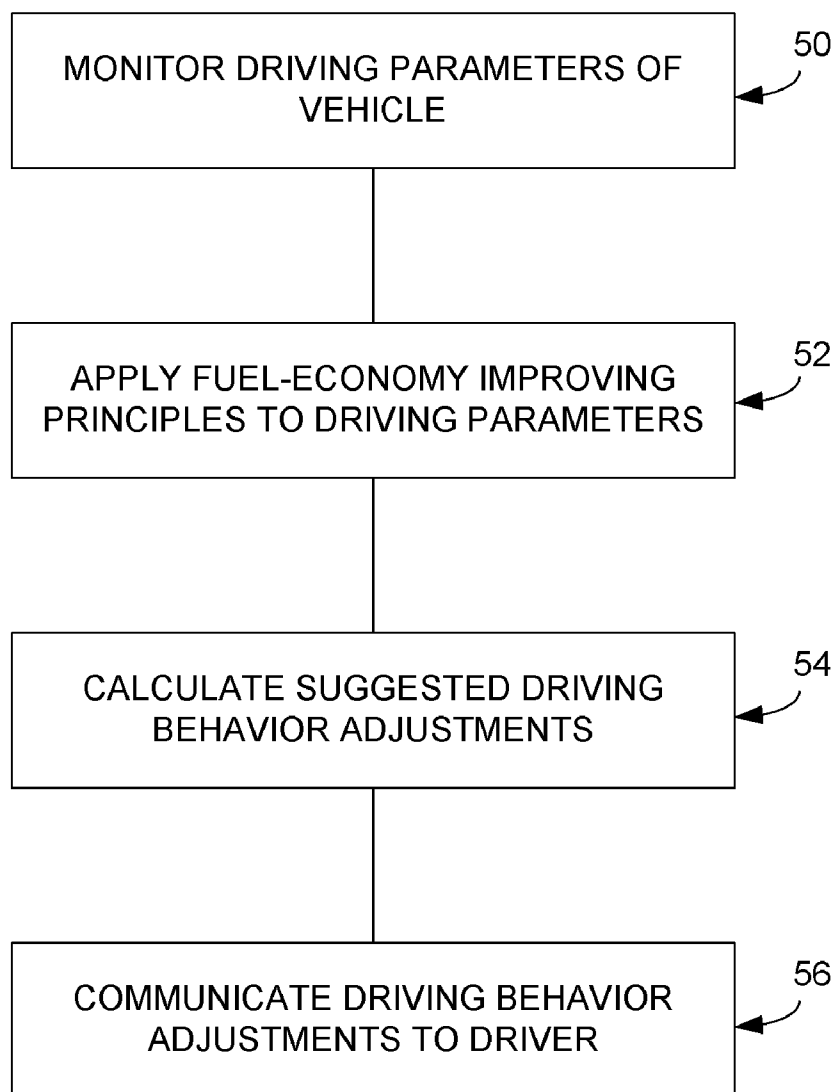 MONITOR DRIVING PARAMETERS OF
VEHICLE
50
APPLY FUEL-ECONOMY IMPROVING
PRINCIPLES TO DRIVING PARAMETERS
52
CALCULATE SUGGESTED DRIVING
BEHAVIOR ADJUSTMENTS
54
COMMUNICATE DRIVING BEHAVIOR
ADJUSTMENTS TO DRIVER
56